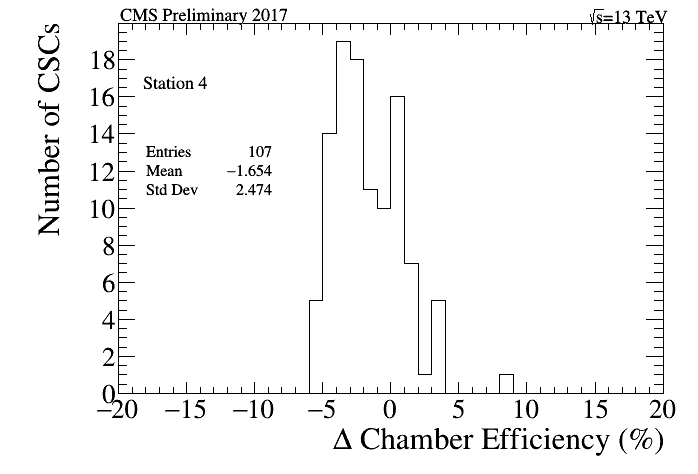 CMS Preliminary 2017
√s=13 TeV
Number of CSCs
Station 4
Entries 107
Mean −1.654
Std Dev 2.474
18
16
14
12
10
8
6
4
2
0
−20 −15 −10 −5 0 5 10 15 20
Δ Chamber Efficiency (%)